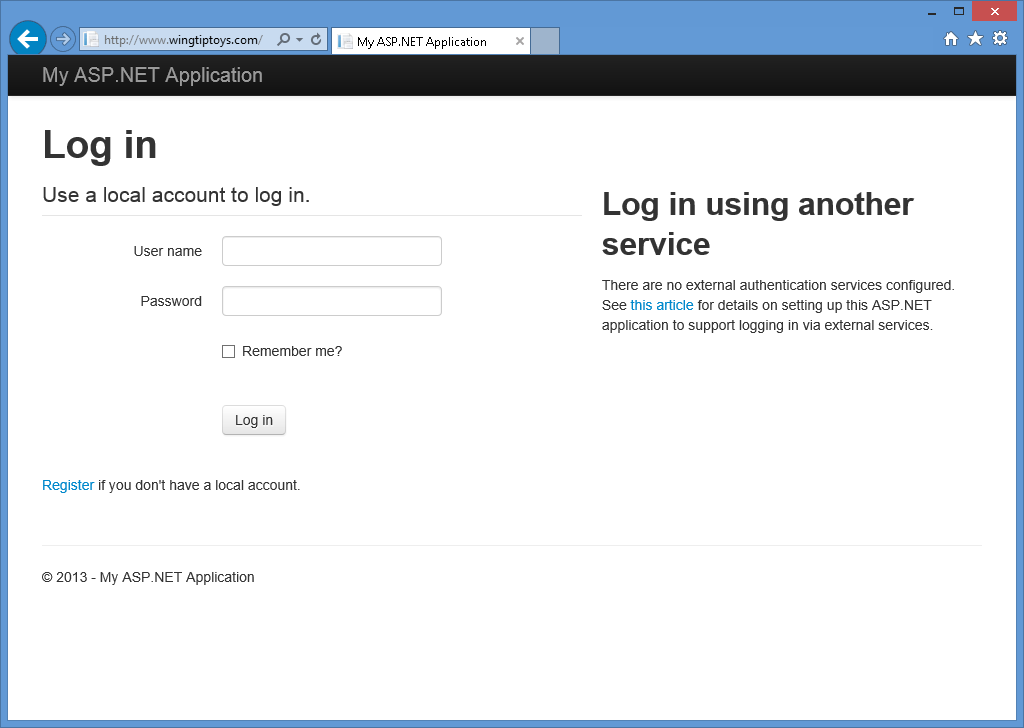 http://www.wingtiptoys.com/
My ASP.NET Application
My ASP.NET Application
Log in
Use a local account to log in.
User name
Password
Remember me?
Log in
Register if you don't have a local account.
Log in using another
service
There are no external authentication services configured.
See this article for details on setting up this ASP.NET
application to support logging in via external services.
© 2013 - My ASP.NET Application